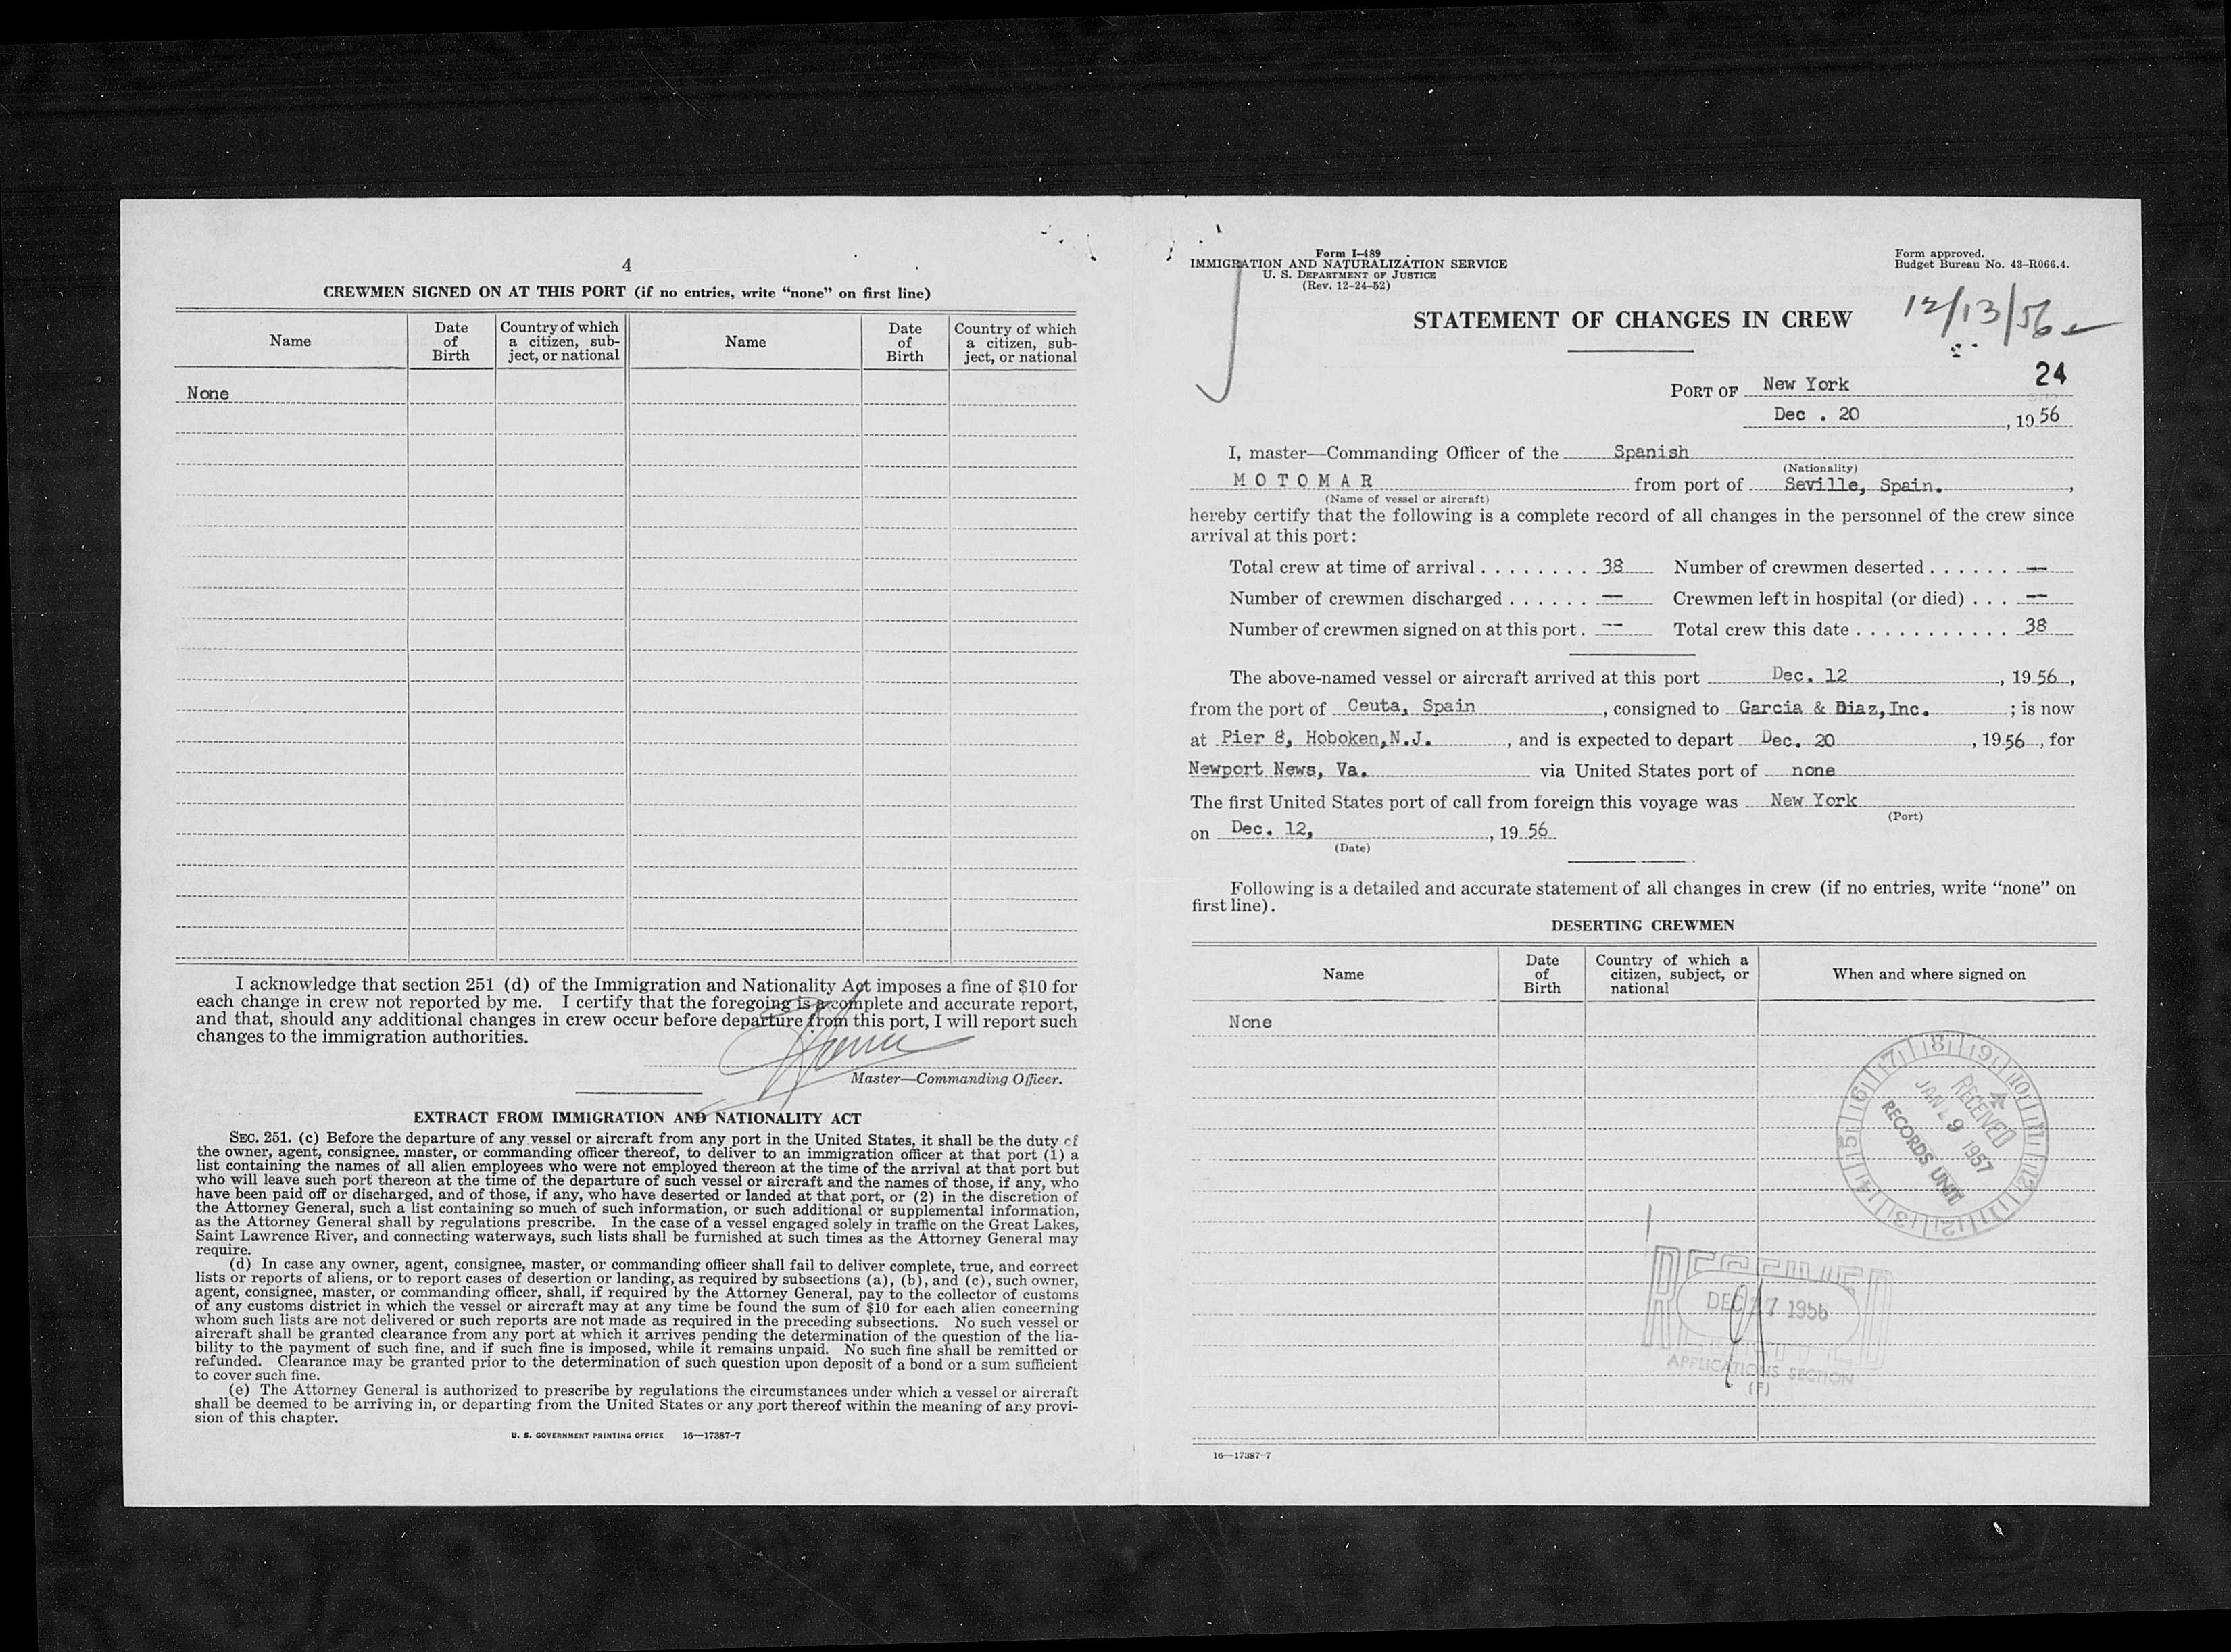 4
CREWMEN SIGNED ON AT THIS PORT (if no entries, write “none” on first line)
Name
Date of Birth
Country of which a citizen, subject, or national
Name
Date of Birth
Country of which a citizen, subject, or national
None
I acknowledge that section 251 (d) of the Immigration and Nationality Act imposes a fine of $10 for
each change in crew not reported by me. I certify that the foregoing is a complete and accurate report,
and that, should any additional changes in crew occur before departure from this port, I will report such
changes to the immigration authorities.
Master—Commanding Officer.
EXTRACT FROM IMMIGRATION AND NATIONALITY ACT
SEC. 251. (c) Before the departure of any vessel or aircraft from any port in the United States, it shall be the duty of
the owner, agent, consignee, master, or commanding officer thereof, to deliver to an immigration officer at that port (1) a
list containing the names of all alien employees who were not employed thereon at the time of the arrival at that port but
who will leave such port thereon at the time of the departure of such vessel or aircraft and the names of those, if any, who
have been paid off or discharged, and of those, if any, who have deserted or landed at that port, or (2) in the discretion of
the Attorney General, such a list containing so much of such information, or such additional or supplemental information,
as the Attorney General shall by regulations prescribe. In the case of a vessel engaged solely in traffic on the Great Lakes,
Saint Lawrence River, and connecting waterways, such lists shall be furnished at such times as the Attorney General may
require.
(d) In case any owner, agent, consignee, master, or commanding officer shall fail to deliver complete, true, and correct
lists or reports of aliens, or to report cases of desertion or landing, as required by subsections (a), (b), and (c), such owner,
agent, consignee, master, or commanding officer, shall, if required by the Attorney General, pay to the collector of customs
of any customs district in which the vessel or aircraft may at any time be found the sum of $10 for each alien concerning
whom such lists are not delivered or such reports are not made as required in the preceding subsections. No such vessel or
aircraft shall be granted clearance from any port at which it arrives pending the determination of the question of the lia-
bility to the payment of such fine, and if such fine is imposed, while it remains unpaid. No such fine shall be remitted or
refunded. Clearance may be granted prior to the determination of such question upon deposit of a bond or a sum sufficient
to cover such fine.
(e) The Attorney General is authorized to prescribe by regulations the circumstances under which a vessel or aircraft
shall be deemed to be arriving in, or departing from the United States or any port thereof within the meaning of any provi-
sion of this chapter.
U. S. GOVERNMENT PRINTING OFFICE 16—17387-7
Form I-489
IMMIGRATION AND NATURALIZATION SERVICE
U. S. DEPARTMENT OF JUSTICE
(Rev. 12-24-52)
Form approved.
Budget Bureau No. 43-R066.4.
STATEMENT OF CHANGES IN CREW
12/13/56
24
PORT OF New York
Dec . 20, 1956
I, master—Commanding Officer of the Spanish
(Nationality)
M O T O M A R from port of Seville, Spain.,
(Name of vessel or aircraft)
hereby certify that the following is a complete record of all changes in the personnel of the crew since
arrival at this port:
Total crew at time of arrival . . . . . . . . 38 Number of crewmen deserted . . . . . . —
Number of crewmen discharged . . . . . . — Crewmen left in hospital (or died) . . . —
Number of crewmen signed on at this port . -- Total crew this date . . . . . . . . . . . . 38
The above-named vessel or aircraft arrived at this port Dec. 12, 1956,
from the port of Ceuta, Spain, consigned to Garcia & Diaz,Inc. ; is now
at Pier 8, Hoboken,N.J., and is expected to depart Dec. 20, 1956, for
Newport News, Va. via United States port of none
The first United States port of call from foreign this voyage was New York
(Port)
on Dec. 12,, 1956
(Date)
Following is a detailed and accurate statement of all changes in crew (if no entries, write “none” on
first line).
DESERTING CREWMEN
Name
Date of Birth
Country of which a citizen, subject, or national
When and where signed on
None
7 8 9 10 11 12 1 2 3 4 5 6
RECEIVED
JAN 29 1957
RECORDS UNIT
RECEIVED
DEC 27 1956
APPLICATIONS SECTION
(F)
16—17387-7